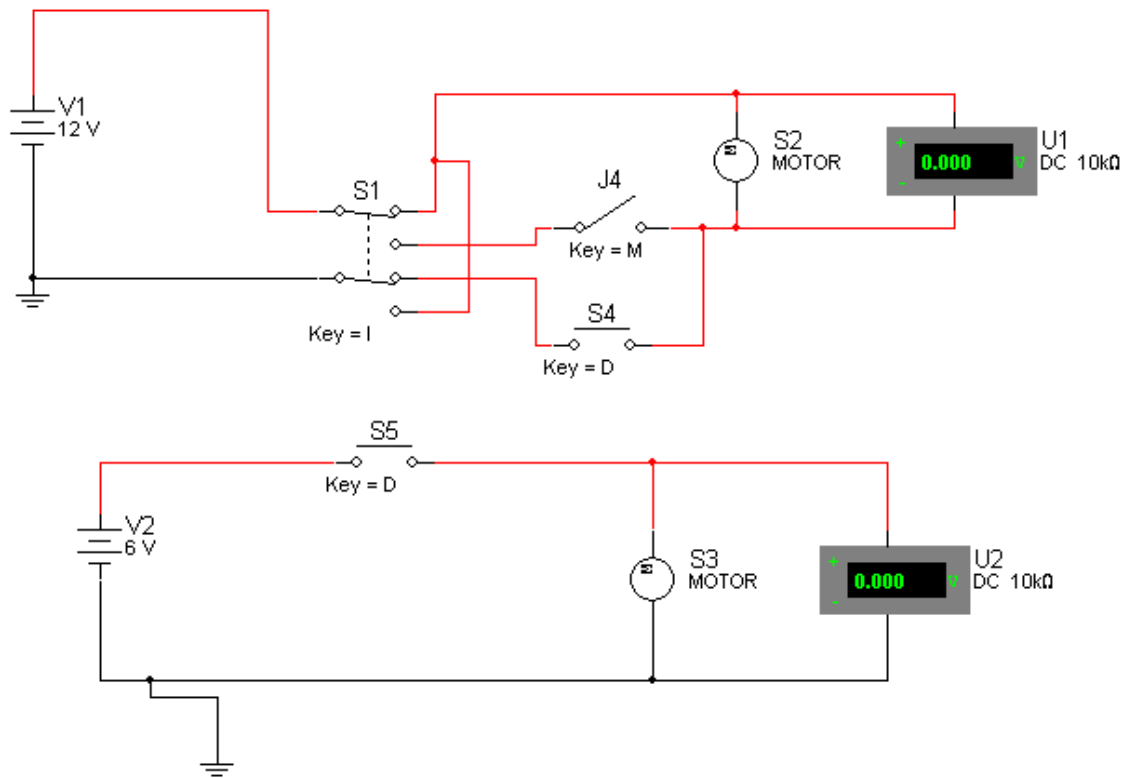 V1
12 V
S1
Key = I
J4
Key = M
S4
Key = D
S2
MOTOR
M
+
-
0.000
V
U1
DC 10kΩ
S5
Key = D
V2
6 V
S3
MOTOR
M
+
-
0.000
V
U2
DC 10kΩ